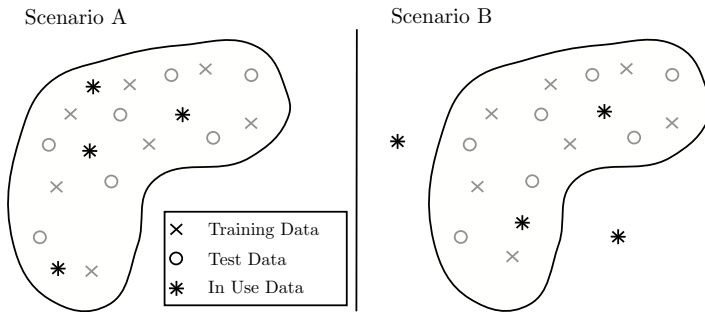 Scenario A
Scenario B
Training Data
Test Data
In Use Data